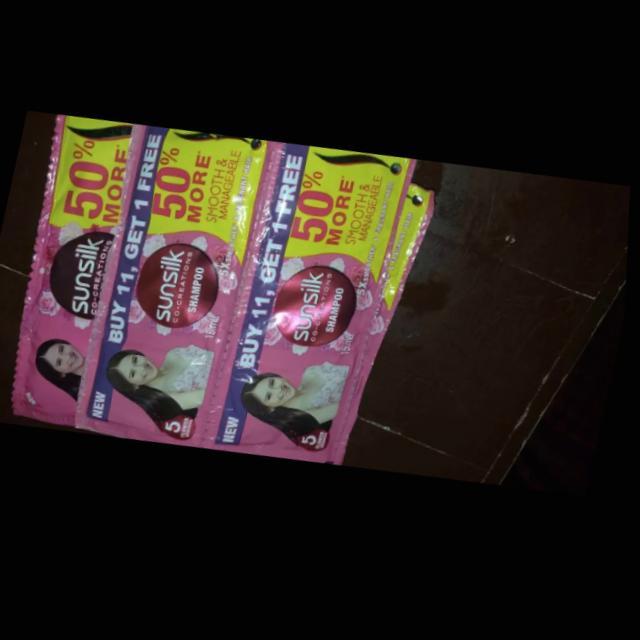 50%
MORE*
sunsilk
CO-CREATIONS
BUY 11, GET 1 FREE
NEW
50%
MORE*
SMOOTH &
MANAGEABLE
sunsilk
CO-CREATIONS
SHAMPOO
5
BUY 11, GET 1 FREE
NEW
50%
MORE*
SMOOTH &
MANAGEABLE
sunsilk
CO-CREATIONS
SHAMPOO
5